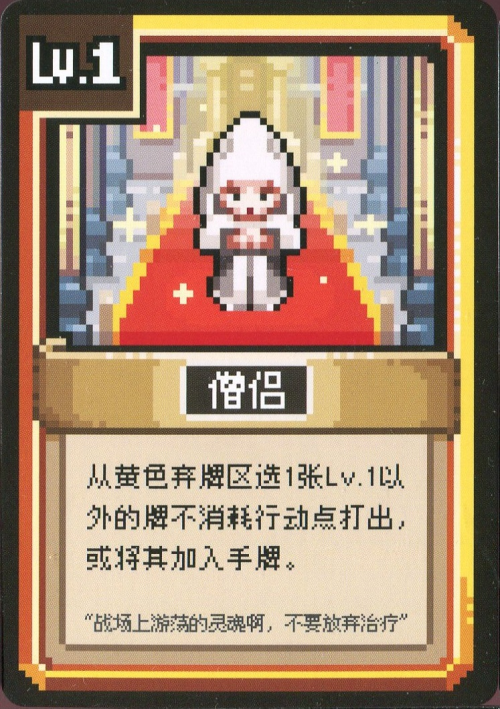 Lv.1
僧侣
从黄色弃牌区选1张Lv.1以
外的牌不消耗行动点打出，
或将其加入手牌。
“战场上游荡的灵魂啊，不要放弃治疗”